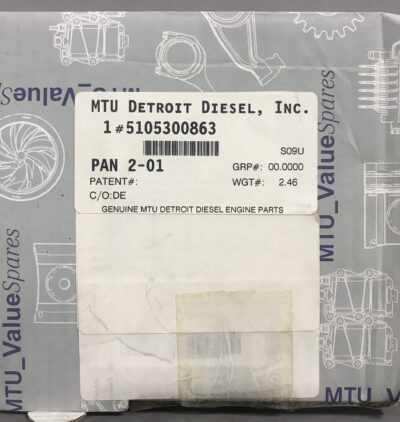 MTU_ValueSpares
MTU DETROIT DIESEL, INC.
1 #5105300863
S09U
PAN 2-01 GRP#: 00.0000
PATENT#: WGT#: 2.46
C/O:DE
GENUINE MTU DETROIT DIESEL ENGINE PARTS
MTU_ValueSpares
MTU_ValueSpares
MTU_Value